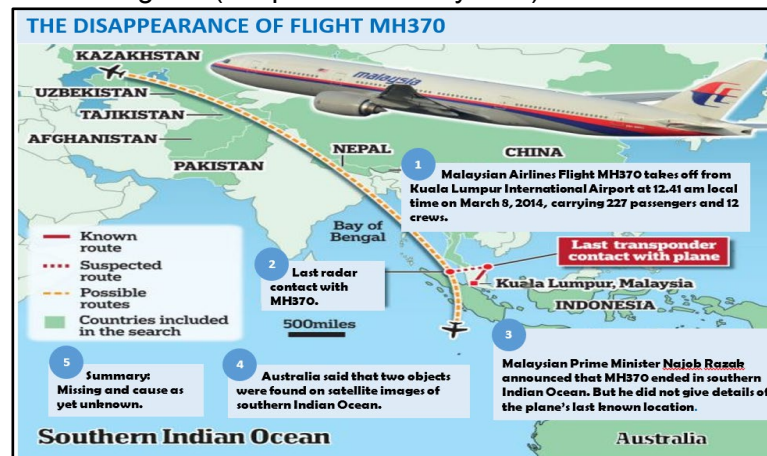 THE DISAPPEARANCE OF FLIGHT MH370
KAZAKHSTAN
UZBEKISTAN
TAJIKISTAN
AFGHANISTAN
PAKISTAN
NEPAL
CHINA
malaysia
1
Malaysian Airlines Flight MH370 takes off from
Kuala Lumpur International Airport at 12.41 am local
time on March 8, 2014, carrying 227 passengers and 12
crews.
Known
route
Suspected
route
Possible
routes
Countries included
in the search
Bay of
Bengal
2
Last radar
contact with
MH370.
500miles
Last transponder
contact with plane
Kuala Lumpur, Malaysia
INDONESIA
3
Malaysian Prime Minister Najob Razak
announced that MH370 ended in southern
Indian Ocean. But he did not give details of
the plane's last known location.
4
Australia said that two objects
were found on satellite images of
southern Indian Ocean.
5
Summary:
Missing and cause as
yet unknown.
Southern Indian Ocean
Australia